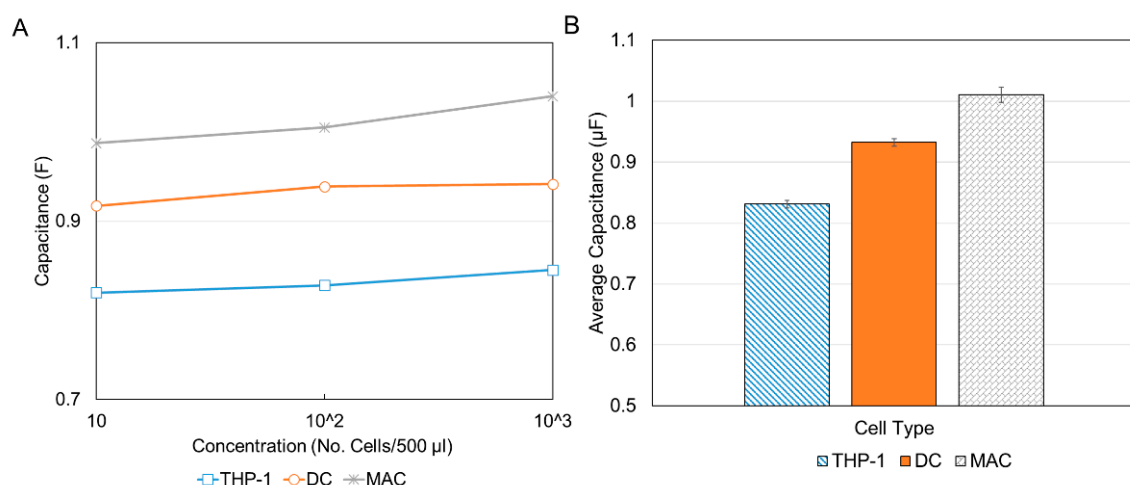 A
1.1
0.9
0.7
Capacitance (F)
10
10^2
10^3
Concentration (No. Cells/500 µl)
THP-1 DC MAC
B
1.1
1
0.9
0.8
0.7
0.6
0.5
Average Capacitance (µF)
Cell Type
THP-1 DC MAC